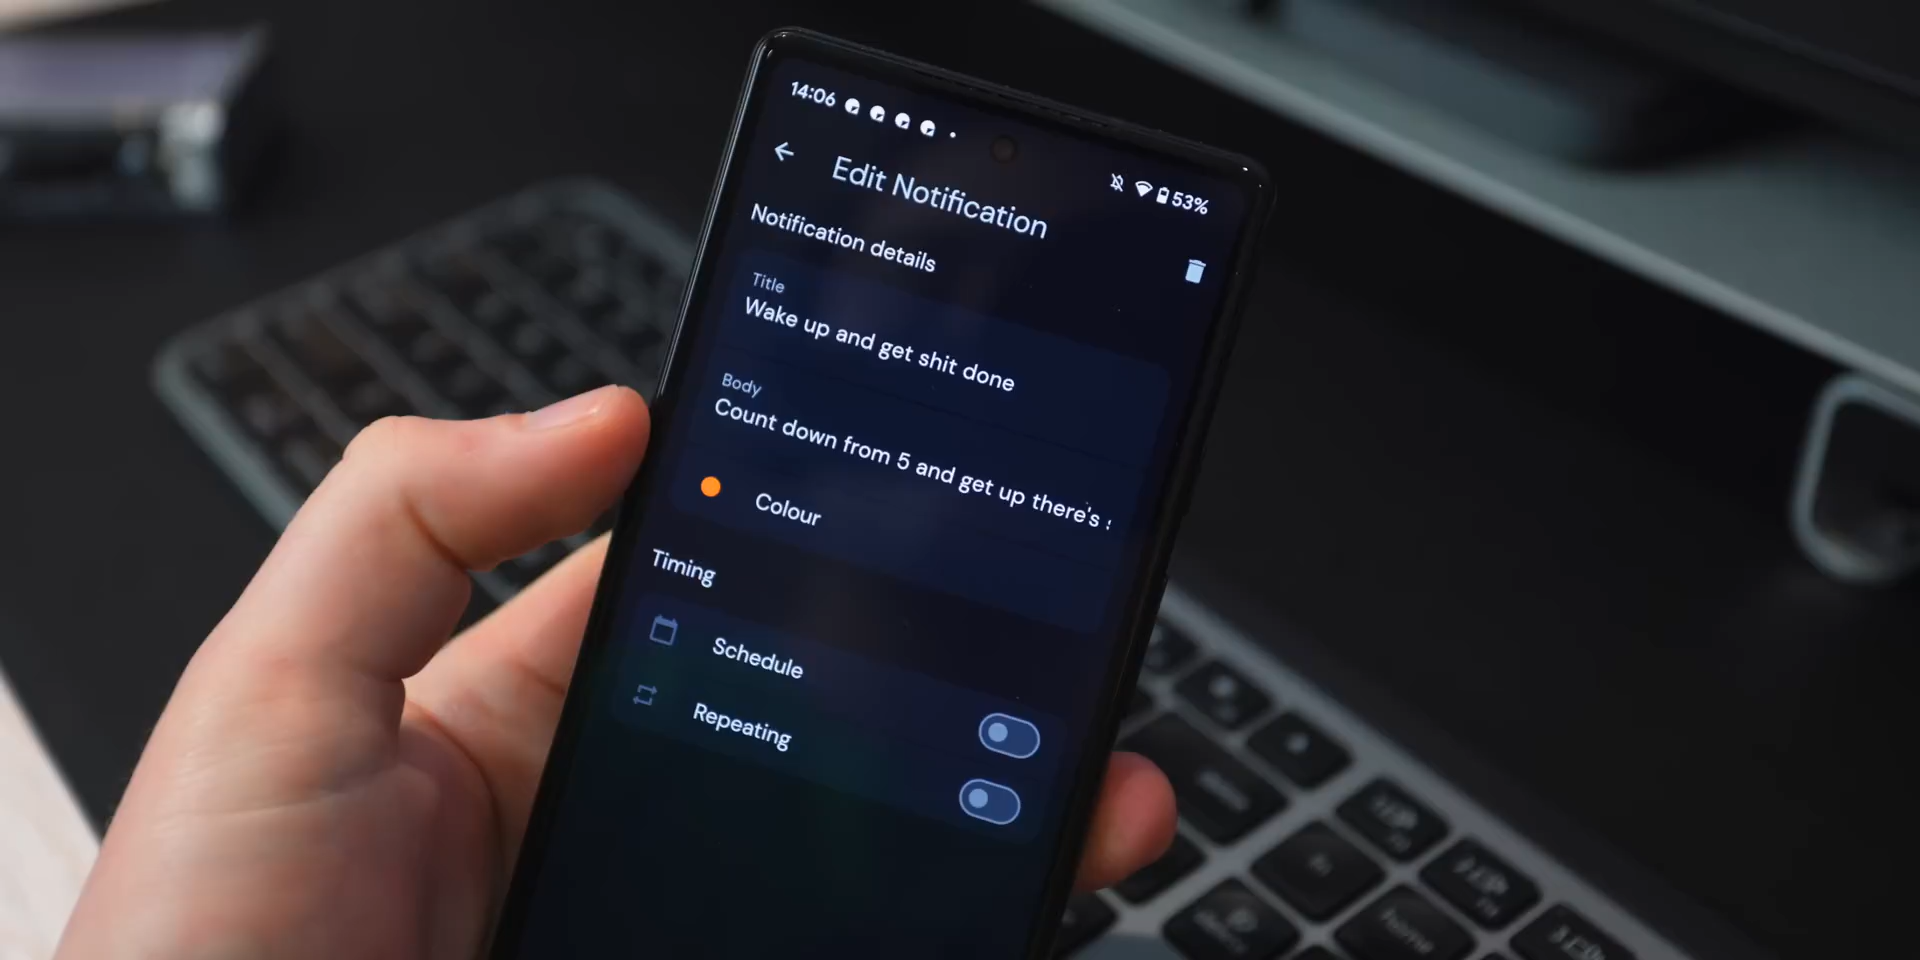 14:06
53%
Edit Notification
Notification details
Title
Wake up and get shit done
Body
Count down from 5 and get up there's
Colour
Timing
Schedule
Repeating
home